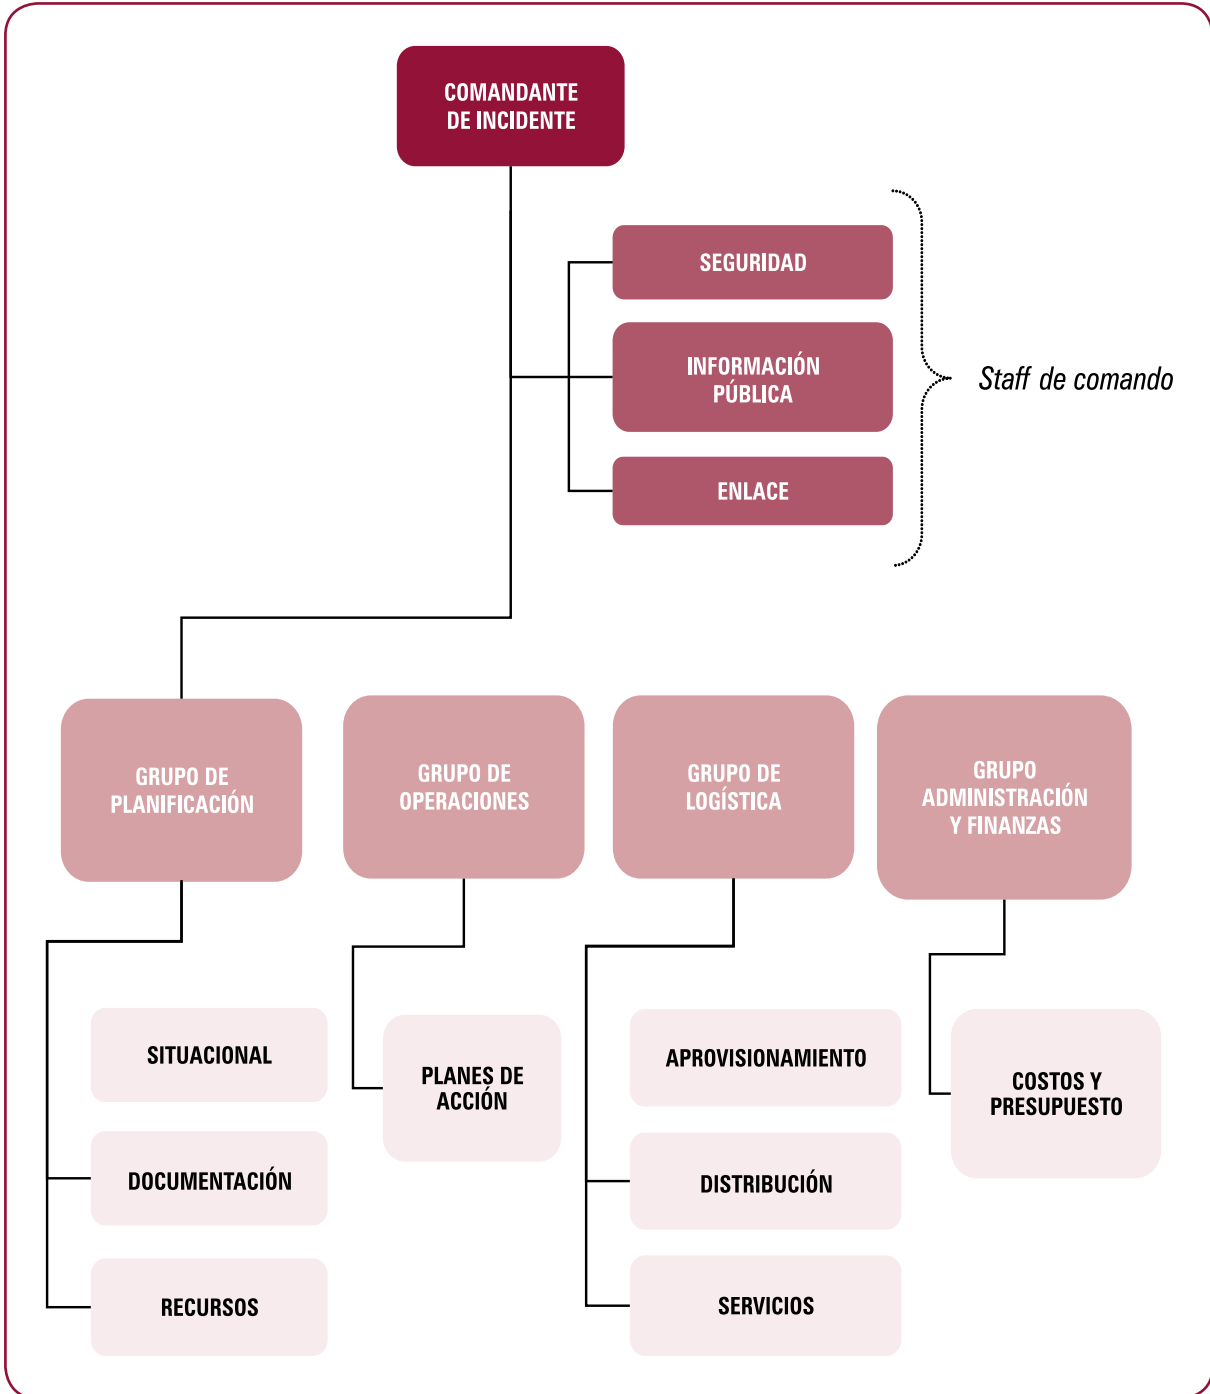 COMANDANTE
DE INCIDENTE
SEGURIDAD
INFORMACIÓN
PÚBLICA
ENLACE
Staff de comando
GRUPO DE
PLANIFICACIÓN
GRUPO DE
OPERACIONES
GRUPO DE
LOGÍSTICA
GRUPO
ADMINISTRACIÓN
Y FINANZAS
SITUACIONAL
DOCUMENTACIÓN
RECURSOS
PLANES DE
ACCIÓN
APROVISIONAMIENTO
DISTRIBUCIÓN
SERVICIOS
COSTOS Y
PRESUPUESTO